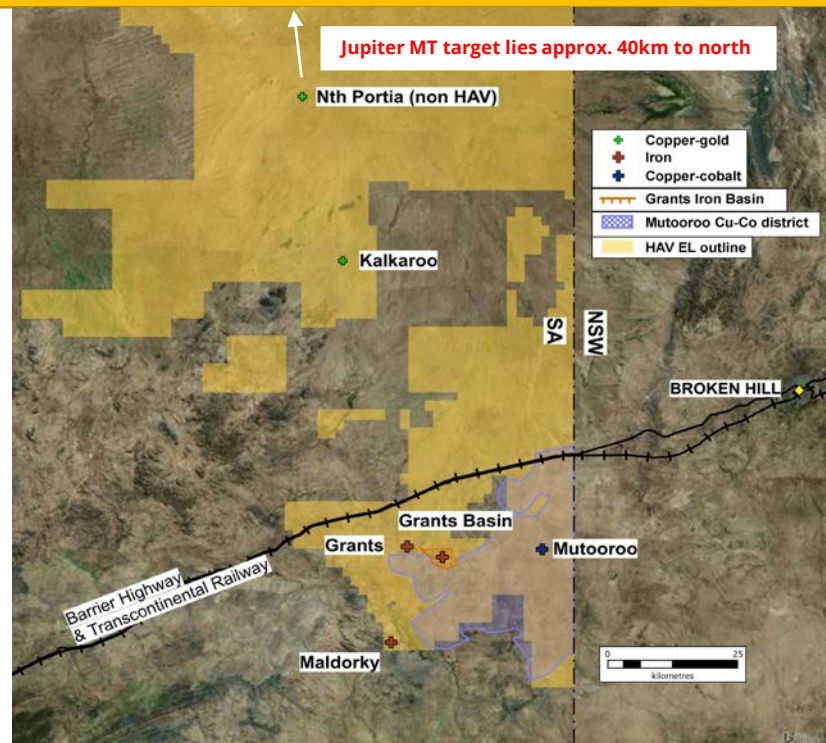 Jupiter MT target lies approx. 40km to north
Nth Portia (non HAV)
Copper-gold
Iron
Copper-cobalt
Grants Iron Basin
Mutooroo Cu-Co district
HAV EL outline
Kalkaroo
SA
NSW
BROKEN HILL
Grants Basin
Grants
Mutooroo
Barrier Highway
& Transcontinental Railway
Maldorky
0 25
kilometres